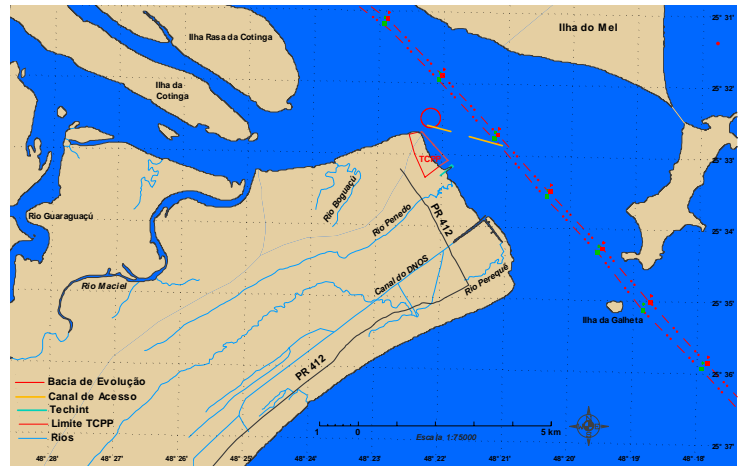 Ilha do Mel
25° 31'
Ilha Rasa da Cotinga
Ilha da
Cotinga
25° 32'
25° 33'
TCPP
Rio Boguaçú
Rio Guaraguaçú
Rio Penedo
PR 412
25° 34'
Canal do DNOS
Rio Maciel
Rio Perequê
25° 35'
Ilha da Galheta
PR 412
25° 36'
Bacia de Evolução
Canal de Acesso
Techint
Limite TCPP
Rios
1 0 5 km
Escala 1:75000
25° 37'
48° 28' 48° 27' 48° 26' 48° 25' 48° 24' 48° 23' 48° 22' 48° 21' 48° 20' 48° 19' 48° 18'